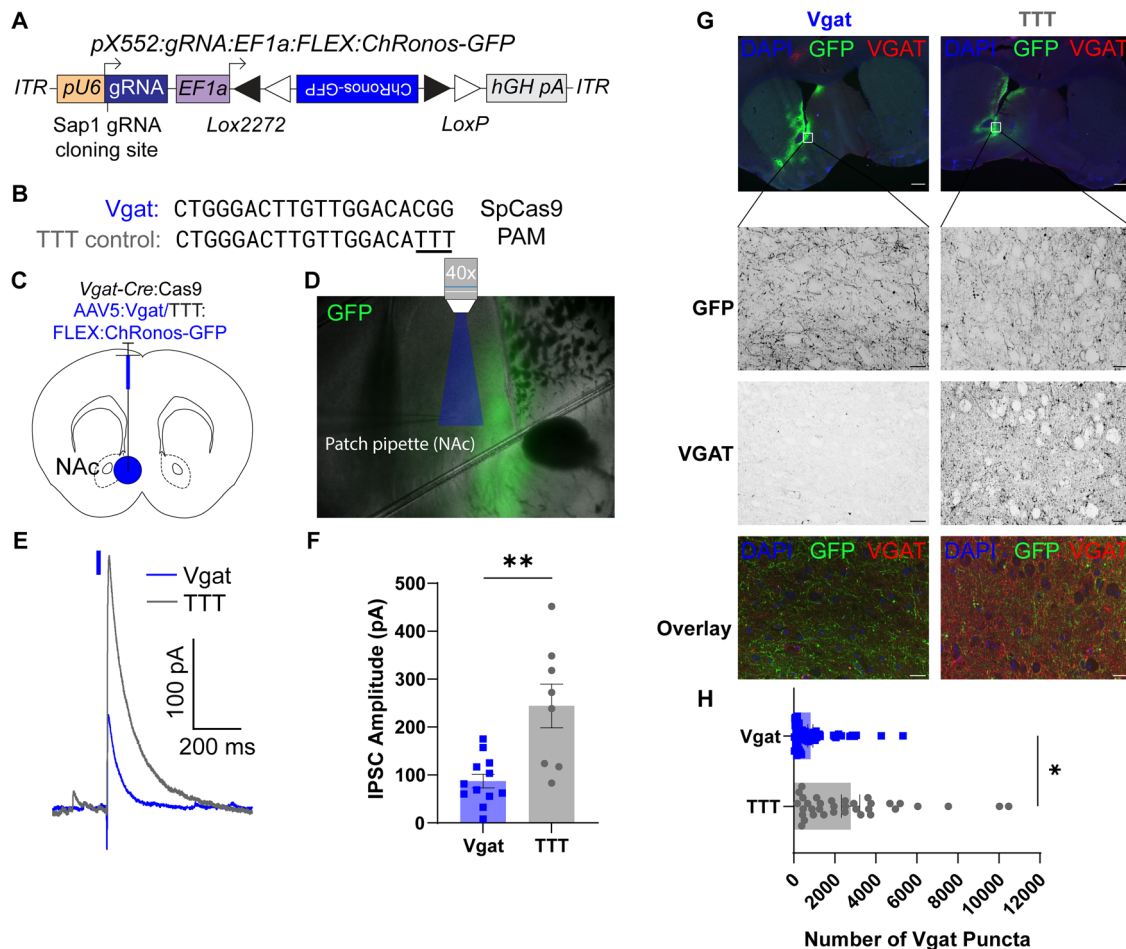 A
pX552:gRNA:EF1a:FLEX:ChRonos-GFP
ITR pU6 gRNA EF1a ChRonos-GFP hGH pA ITR
Sap1 gRNA
cloning site
Lox2272 LoxP
B
Vgat: CTGGGACTTGTTGGACACGG SpCas9
TTT control: CTGGGACTTGTTGGACATTT PAM
C
Vgat-Cre:Cas9
AAV5:Vgat/TTT:
FLEX:ChRonos-GFP
NAc
D
40x
GFP
Patch pipette (NAc)
E
Vgat
TTT
100 pA
200 ms
F
**
IPSC Amplitude (pA)
500
400
300
200
100
0
Vgat TTT
G
Vgat TTT
DAPI GFP VGAT DAPI GFP VGAT
GFP
VGAT
DAPI GFP VGAT DAPI GFP VGAT
Overlay
H
Vgat
TTT
*
0 2000 4000 6000 8000 10000 12000
Number of Vgat Puncta